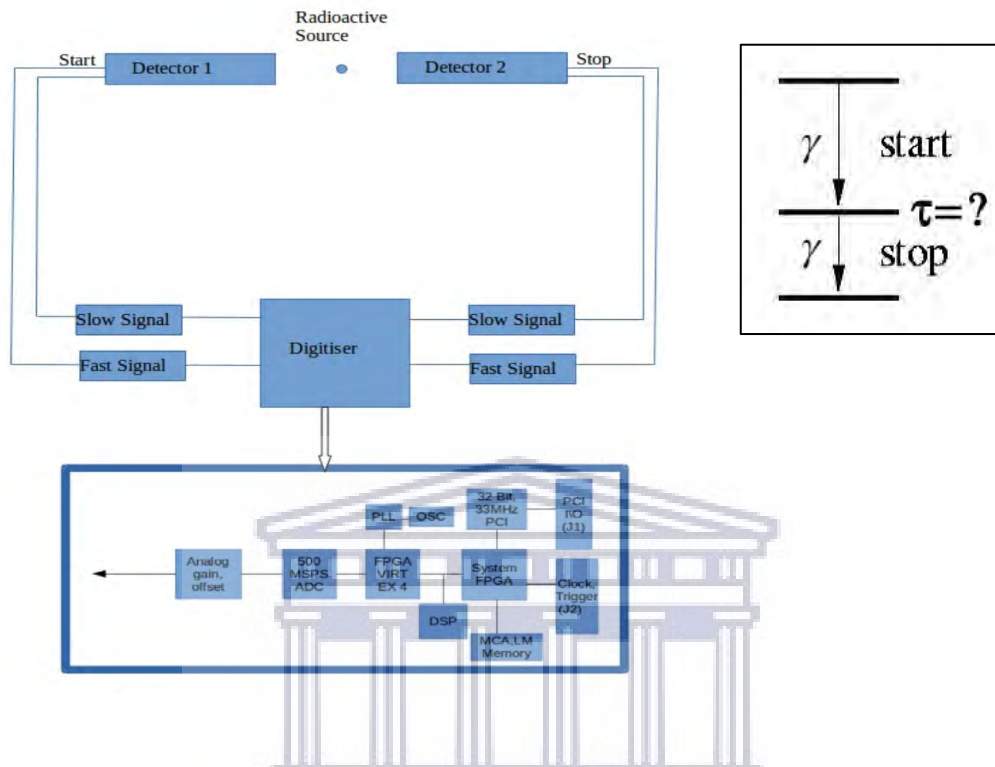 Radioactive
Source
Start
Detector 1
Detector 2
Stop
γ
start
τ=?
γ
stop
Slow Signal
Fast Signal
Digitiser
Slow Signal
Fast Signal
Analog
gain,
offset
500
MSPS,
ADC
PLL
OSC
FPGA
VIRT
EX 4
DSP
32 Bit,
33MHz
PCI
System
FPGA
MCA,LM
Memory
PCI
I/O
(J1)
Clock,
Trigger
(J2)